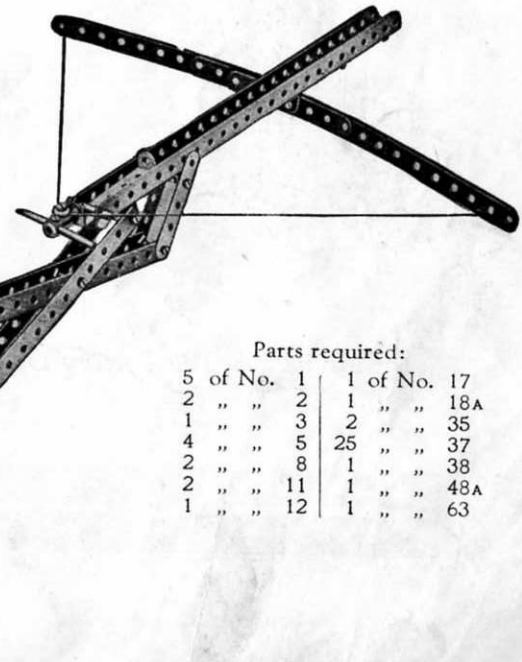 Parts required:
5 of No. 1 | 1 of No. 17
2 „ „ 2 | 1 „ „ 18A
1 „ „ 3 | 2 „ „ 35
4 „ „ 5 | 25 „ „ 37
2 „ „ 8 | 1 „ „ 38
2 „ „ 11 | 1 „ „ 48A
1 „ „ 12 | 1 „ „ 63